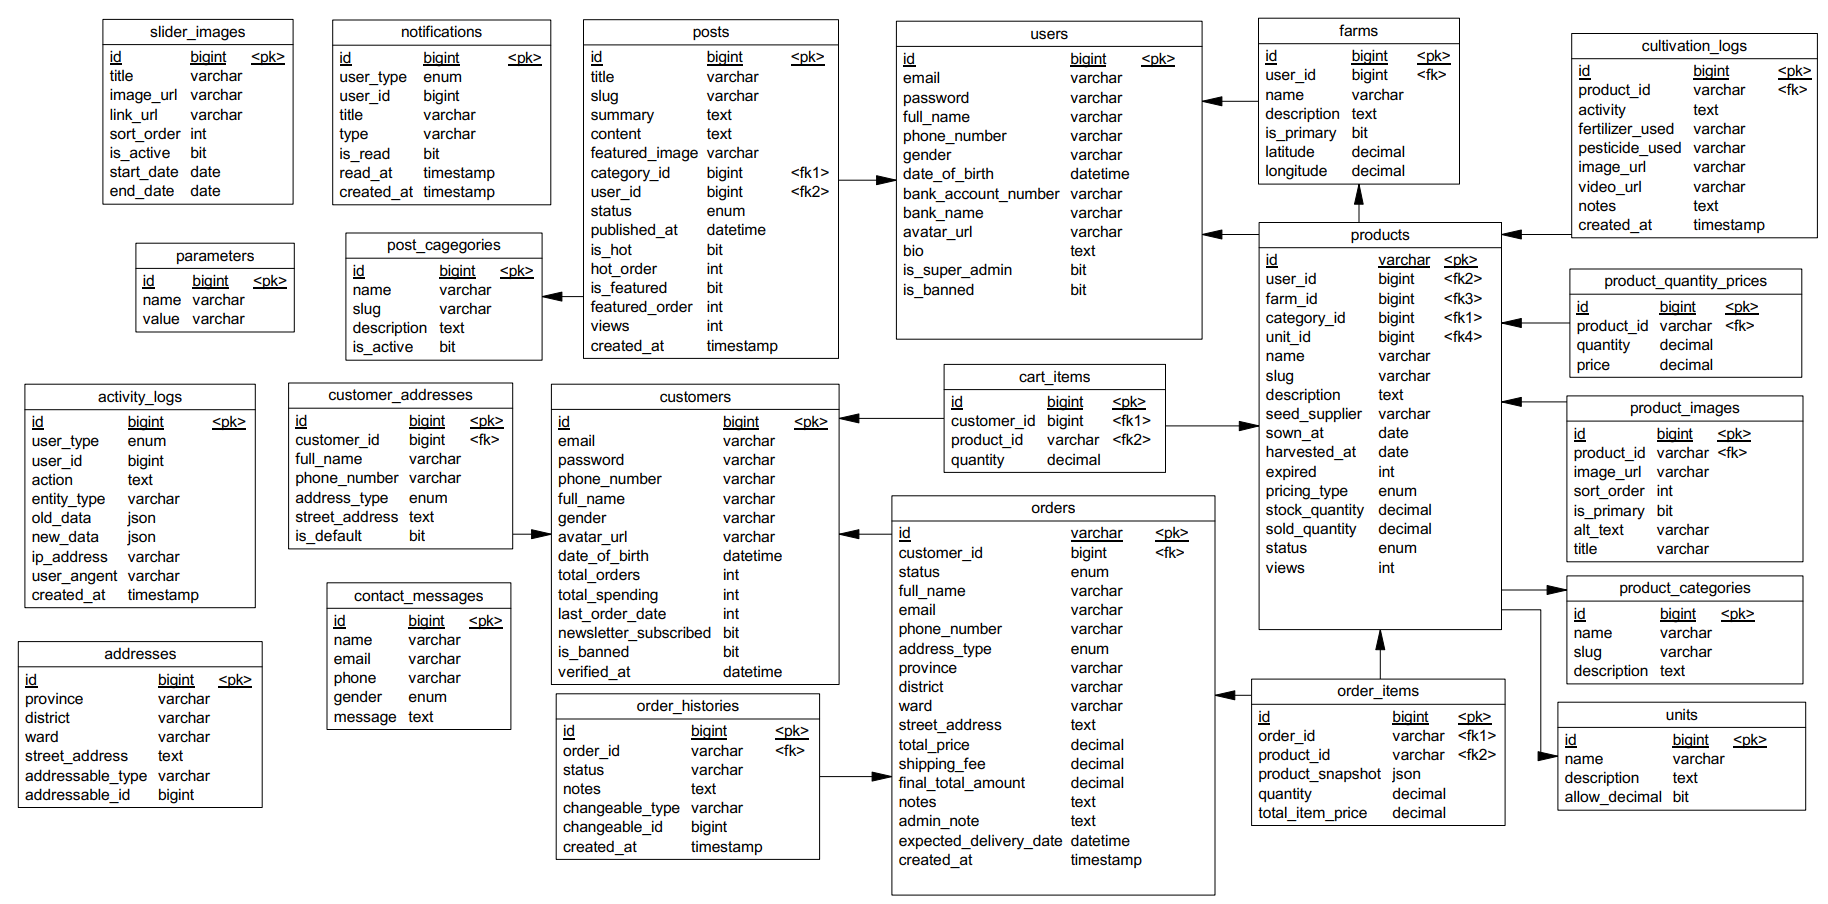 slider_images
id bigint <pk>
title varchar
image_url varchar
link_url varchar
sort_order int
is_active bit
start_date date
end_date date
notifications
id bigint <pk>
user_type enum
user_id bigint
title varchar
type varchar
is_read bit
read_at timestamp
created_at timestamp
posts
id bigint <pk>
title varchar
slug varchar
summary text
content text
featured_image varchar
category_id bigint <fk1>
user_id bigint <fk2>
status enum
published_at datetime
is_hot bit
hot_order int
is_featured bit
featured_order int
views int
created_at timestamp
users
id bigint <pk>
email varchar
password varchar
full_name varchar
phone_number varchar
gender varchar
date_of_birth datetime
bank_account_number varchar
bank_name varchar
avatar_url varchar
bio text
is_super_admin bit
is_banned bit
farms
id bigint <pk>
user_id bigint <fk>
name varchar
description text
is_primary bit
latitude decimal
longitude decimal
cultivation_logs
id bigint <pk>
product_id varchar <fk>
activity text
fertilizer_used varchar
pesticide_used varchar
image_url varchar
video_url varchar
notes text
created_at timestamp
parameters
id bigint <pk>
name varchar
value varchar
post_cagegories
id bigint <pk>
name varchar
slug varchar
description text
is_active bit
products
id varchar <pk>
user_id bigint <fk2>
farm_id bigint <fk3>
category_id bigint <fk1>
unit_id bigint <fk4>
name varchar
slug varchar
description text
seed_supplier varchar
sown_at date
harvested_at date
expired int
pricing_type enum
stock_quantity decimal
sold_quantity decimal
status enum
views int
product_quantity_prices
id bigint <pk>
product_id varchar <fk>
quantity decimal
price decimal
activity_logs
id bigint <pk>
user_type enum
user_id bigint
action text
entity_type varchar
old_data json
new_data json
ip_address varchar
user_angent varchar
created_at timestamp
customer_addresses
id bigint <pk>
customer_id bigint <fk>
full_name varchar
phone_number varchar
address_type enum
street_address text
is_default bit
customers
id bigint <pk>
email varchar
password varchar
phone_number varchar
full_name varchar
gender varchar
avatar_url varchar
date_of_birth datetime
total_orders int
total_spending int
last_order_date int
newsletter_subscribed bit
is_banned bit
verified_at datetime
cart_items
id bigint <pk>
customer_id bigint <fk1>
product_id varchar <fk2>
quantity decimal
product_images
id bigint <pk>
product_id varchar <fk>
image_url varchar
sort_order int
is_primary bit
alt_text varchar
title varchar
orders
id varchar <pk>
customer_id bigint <fk>
status enum
full_name varchar
email varchar
phone_number varchar
address_type enum
province varchar
district varchar
ward varchar
street_address text
total_price decimal
shipping_fee decimal
final_total_amount decimal
notes text
admin_note text
expected_delivery_date datetime
created_at timestamp
contact_messages
id bigint <pk>
name varchar
email varchar
phone varchar
gender enum
message text
product_categories
id bigint <pk>
name varchar
slug varchar
description text
addresses
id bigint <pk>
province varchar
district varchar
ward varchar
street_address text
addressable_type varchar
addressable_id bigint
order_histories
id bigint <pk>
order_id varchar <fk>
status varchar
notes text
changeable_type varchar
changeable_id bigint
created_at timestamp
order_items
id bigint <pk>
order_id varchar <fk1>
product_id varchar <fk2>
product_snapshot json
quantity decimal
total_item_price decimal
units
id bigint <pk>
name varchar
description text
allow_decimal bit